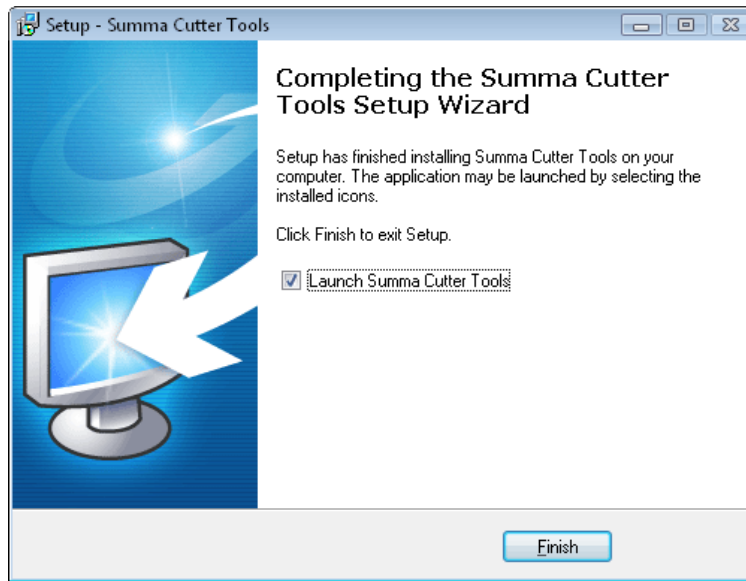 Setup - Summa Cutter Tools
Completing the Summa Cutter
Tools Setup Wizard
Setup has finished installing Summa Cutter Tools on your
computer. The application may be launched by selecting the
installed icons.
Click Finish to exit Setup.
Launch Summa Cutter Tools
Finish